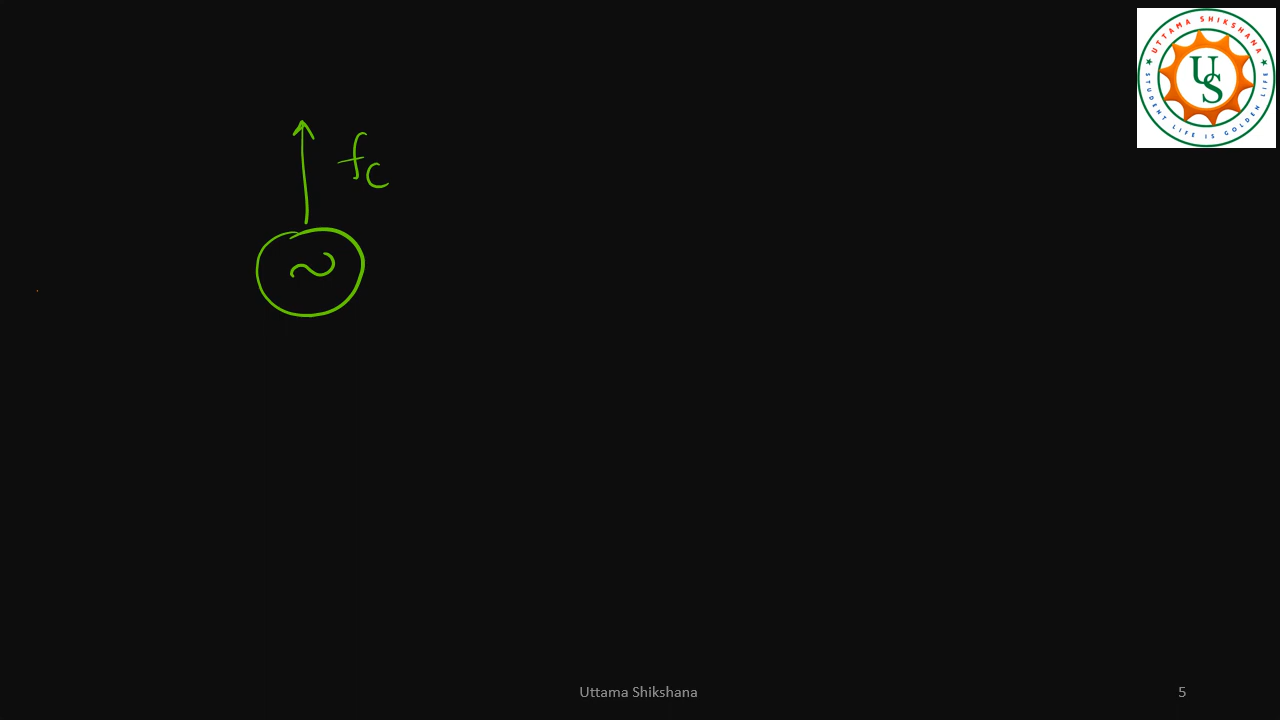 UTTAMA SHIKSHANA
US
STUDENT LIFE IS GOLDEN LIFE
fc
~
Uttama Shikshana
5